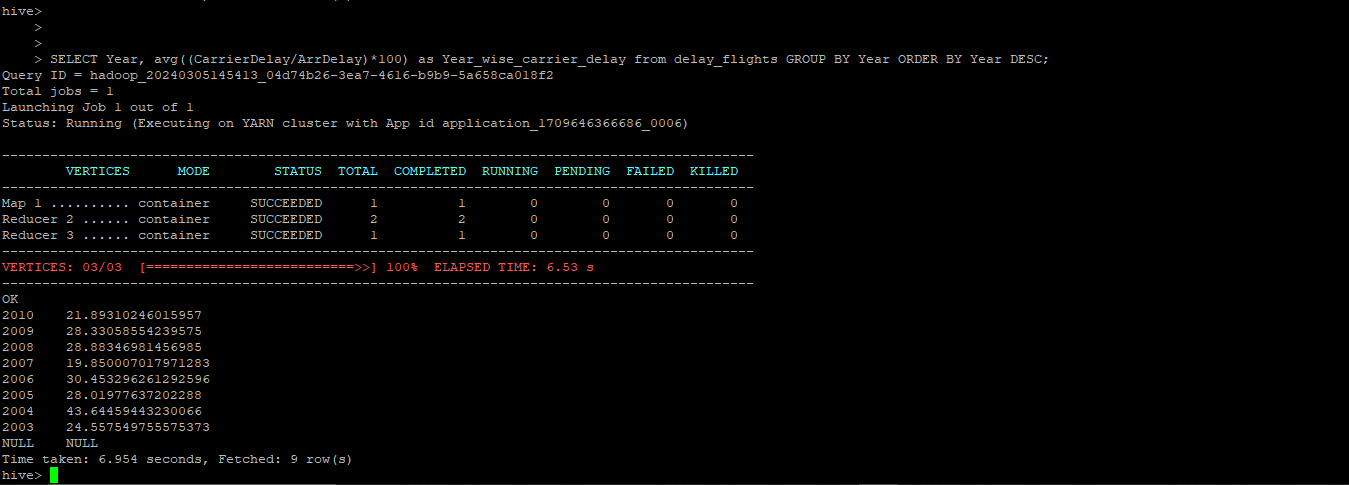 hive>
    >
    >
    > SELECT Year, avg((CarrierDelay/ArrDelay)*100) as Year_wise_carrier_delay from delay_flights GROUP BY Year ORDER BY Year DESC;
Query ID = hadoop_20240305145413_04d74b26-3ea7-4616-b9b9-5a658ca018f2
Total jobs = 1
Launching Job 1 out of 1
Status: Running (Executing on YARN cluster with App id application_1709646366686_0006)
----------------------------------------------------------------------------------------------
        VERTICES      MODE        STATUS  TOTAL  COMPLETED  RUNNING  PENDING  FAILED  KILLED
----------------------------------------------------------------------------------------------
Map 1 .......... container     SUCCEEDED      1          1        0        0       0       0
Reducer 2 ...... container     SUCCEEDED      2          2        0        0       0       0
Reducer 3 ...... container     SUCCEEDED      1          1        0        0       0       0
----------------------------------------------------------------------------------------------
VERTICES: 03/03  [==========================>>] 100%  ELAPSED TIME: 6.53 s
----------------------------------------------------------------------------------------------
OK
2010    21.89310246015957
2009    28.33058554239575
2008    28.88346981456985
2007    19.850007017971283
2006    30.453296261292596
2005    28.01977637202288
2004    43.64459443230066
2003    24.557549755575373
NULL    NULL
Time taken: 6.954 seconds, Fetched: 9 row(s)
hive>